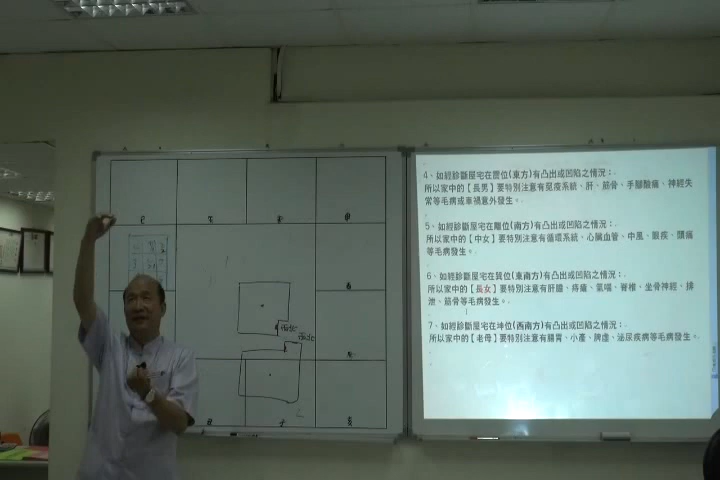 4、如經診斷屋宅在震位(東方)有凸出或凹陷之情況：
所以家中的【長男】要特別注意有免疫系統、肝、筋骨、手腳酸痛、神經失
常等毛病或車禍意外發生。
5、如經診斷屋宅在離位(南方)有凸出或凹陷之情況：
所以家中的【中女】要特別注意有循環系統、心臟血管、中風、眼疾、頭痛
等毛病發生。
6、如經診斷屋宅在巽位(東南方)有凸出或凹陷之情況：
所以家中的【長女】要特別注意有肝膽、痔瘡、氣喘、脊椎、坐骨神經、排
泄、筋骨等毛病發生。
7、如經診斷屋宅在坤位(西南方)有凸出或凹陷之情況：
所以家中的【老母】要特別注意有腸胃、小產、脾虛、泌尿疾病等毛病發生。